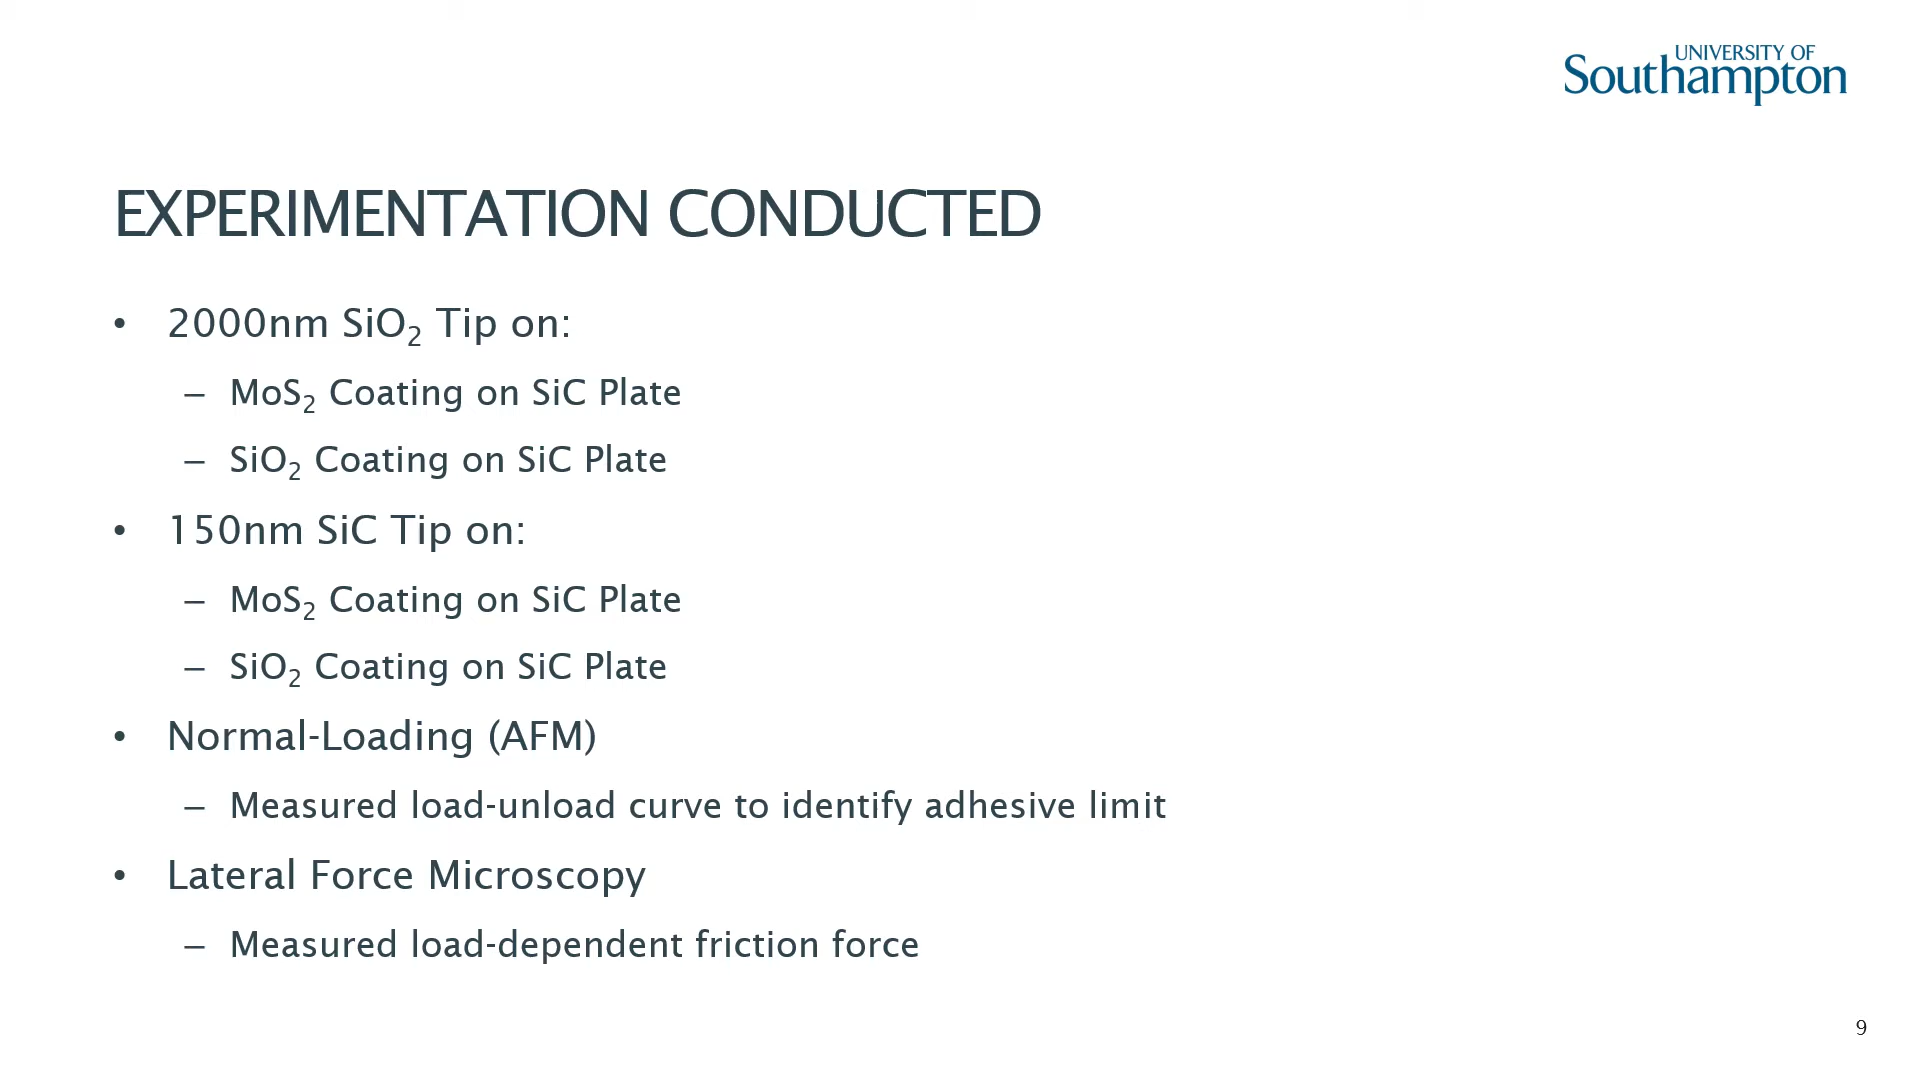 UNIVERSITY OF
Southampton
EXPERIMENTATION CONDUCTED
• 2000nm SiO₂ Tip on:
– MoS₂ Coating on SiC Plate
– SiO₂ Coating on SiC Plate
• 150nm SiC Tip on:
– MoS₂ Coating on SiC Plate
– SiO₂ Coating on SiC Plate
• Normal-Loading (AFM)
– Measured load-unload curve to identify adhesive limit
• Lateral Force Microscopy
– Measured load-dependent friction force
9